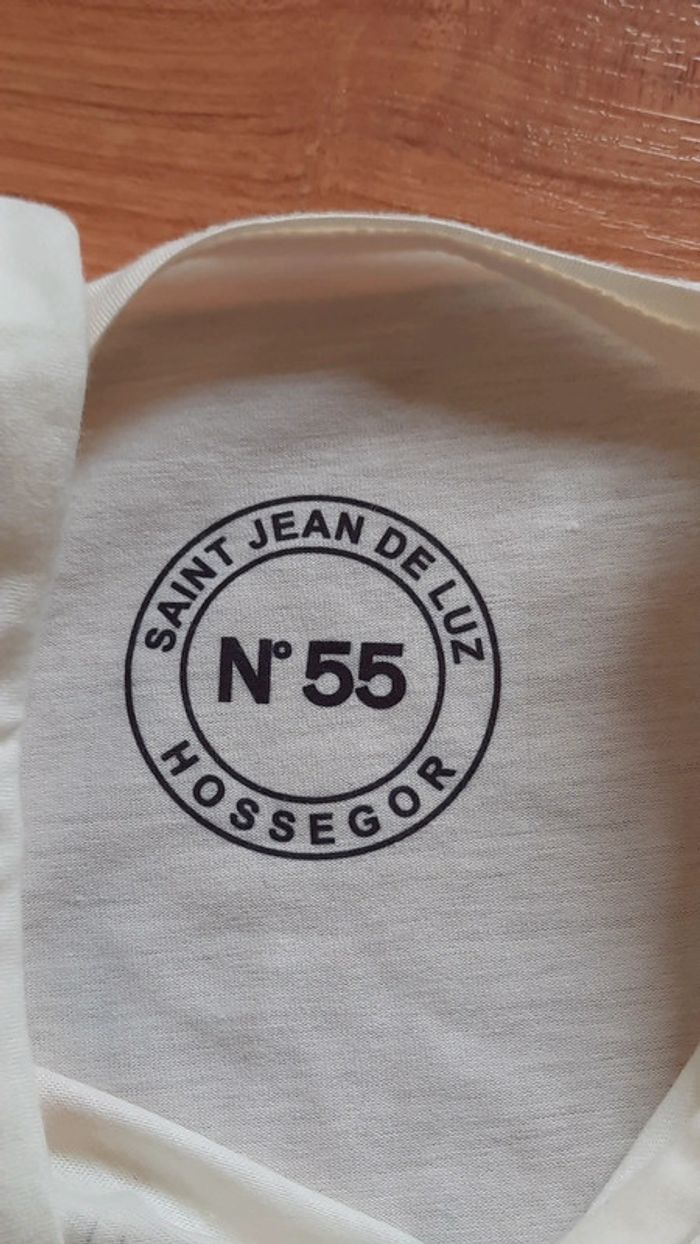 SAINT JEAN DE LUZ
N° 55
HOSSEGOR